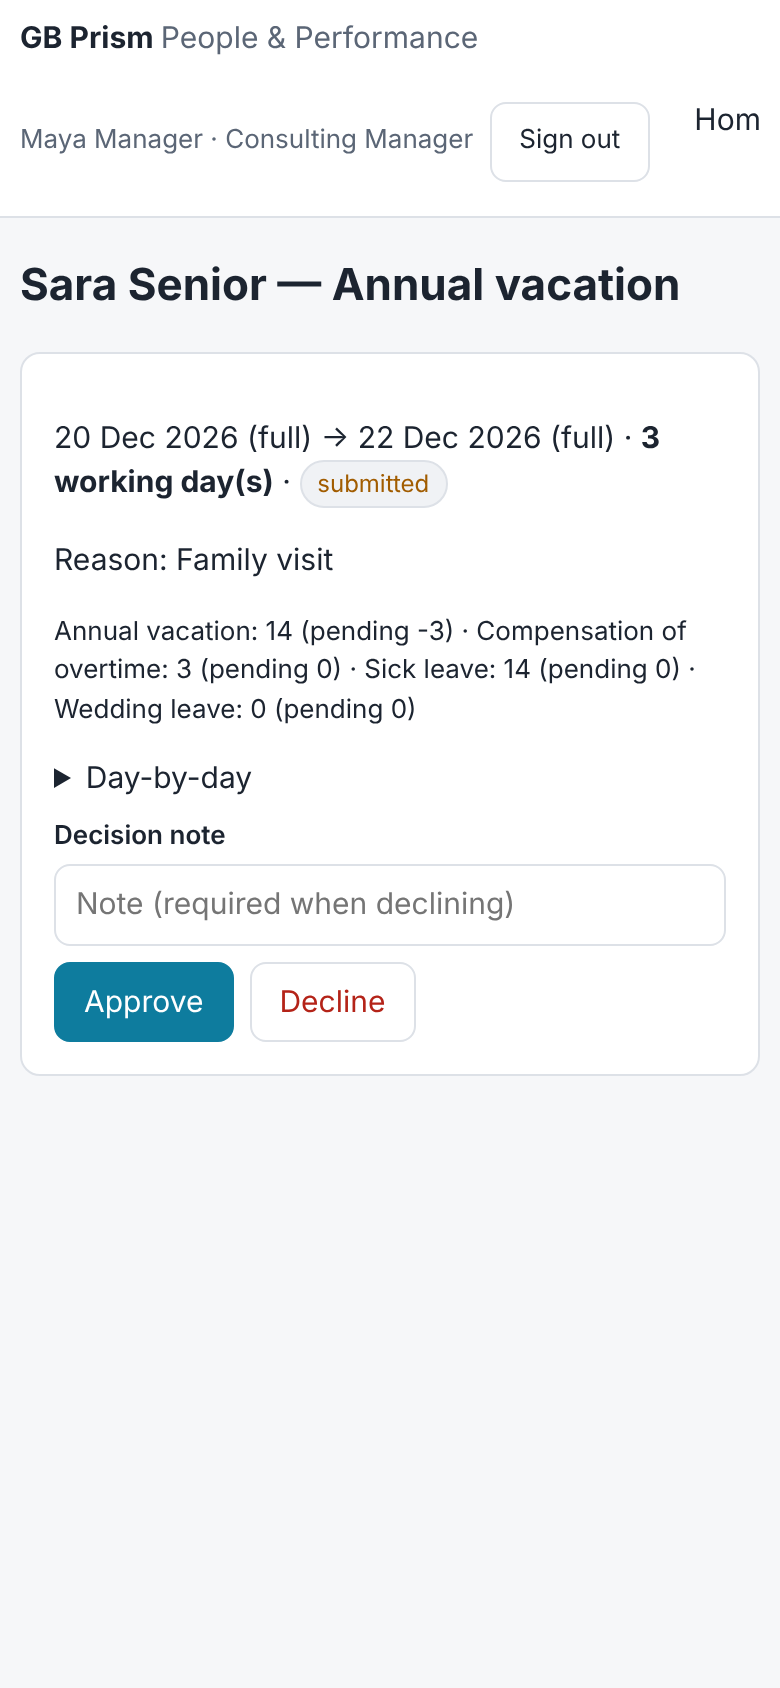 GB Prism People & Performance
Maya Manager · Consulting Manager
Sign out
Hom
Sara Senior — Annual vacation
20 Dec 2026 (full) → 22 Dec 2026 (full) · 3
working day(s) · submitted
Reason: Family visit
Annual vacation: 14 (pending -3) · Compensation of
overtime: 3 (pending 0) · Sick leave: 14 (pending 0) ·
Wedding leave: 0 (pending 0)
▶ Day-by-day
Decision note
Note (required when declining)
Approve
Decline